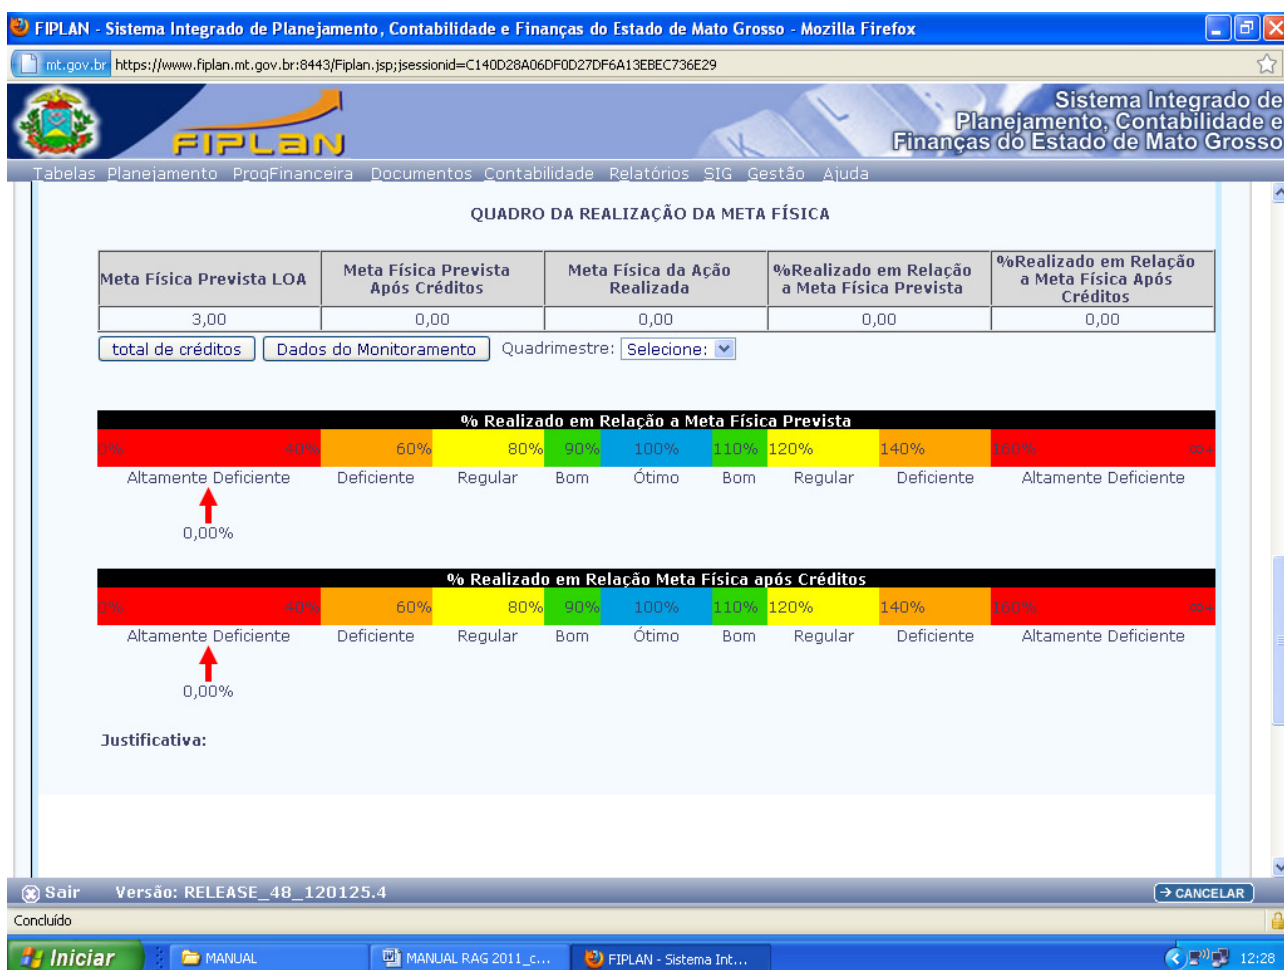 FIPLAN - Sistema Integrado de Planejamento, Contabilidade e Finanças do Estado de Mato Grosso - Mozilla Firefox
mt.gov.br https://www.fiplan.mt.gov.br:8443/Fiplan.jsp;jsessionid=C140D28A06DF0D27DF6A13EBEC736E29
FIPLAN
Sistema Integrado de
Planejamento, Contabilidade e
Finanças do Estado de Mato Grosso
Tabelas Planejamento ProgFinanceira Documentos Contabilidade Relatórios SIG Gestão Ajuda
QUADRO DA REALIZAÇÃO DA META FÍSICA
Meta Física Prevista LOA
Meta Física Prevista
Após Créditos
Meta Física da Ação
Realizada
%Realizado em Relação
a Meta Física Prevista
%Realizado em Relação
a Meta Física Após
Créditos
3,00 0,00 0,00 0,00 0,00
total de créditos Dados do Monitoramento Quadrimestre: Selecione:
% Realizado em Relação a Meta Física Prevista
0% 40% 60% 80% 90% 100% 110% 120% 140% 160% ∞+
Altamente Deficiente Deficiente Regular Bom Ótimo Bom Regular Deficiente Altamente Deficiente
0,00%
% Realizado em Relação Meta Física após Créditos
0% 40% 60% 80% 90% 100% 110% 120% 140% 160% ∞+
Altamente Deficiente Deficiente Regular Bom Ótimo Bom Regular Deficiente Altamente Deficiente
0,00%
Justificativa:
Sair Versão: RELEASE_48_120125.4 CANCELAR
Concluído
Iniciar MANUAL MANUAL RAG 2011_c... FIPLAN - Sistema Int... 12:28